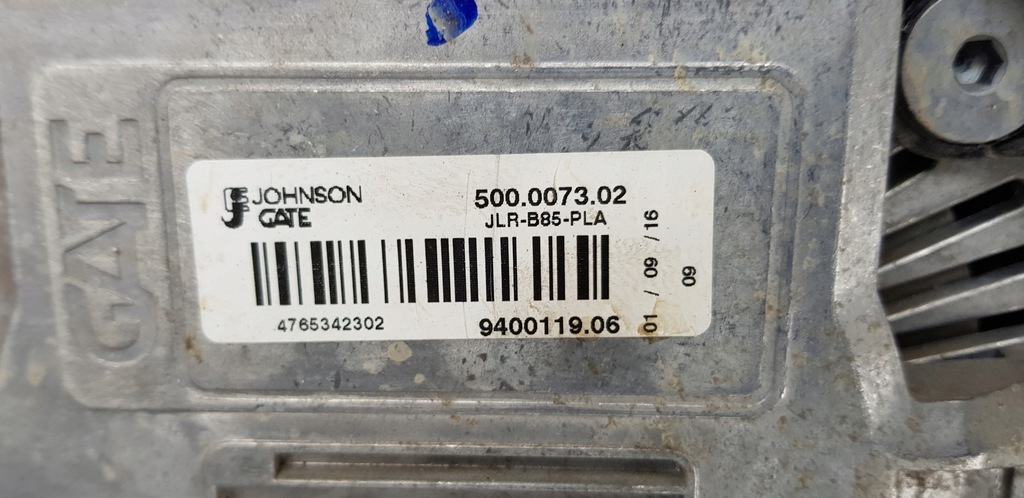 GATE
JOHNSON
GATE
500.0073.02
JLR-B85-PLA
4765342302
9400119.06
01 / 09 / 16
09